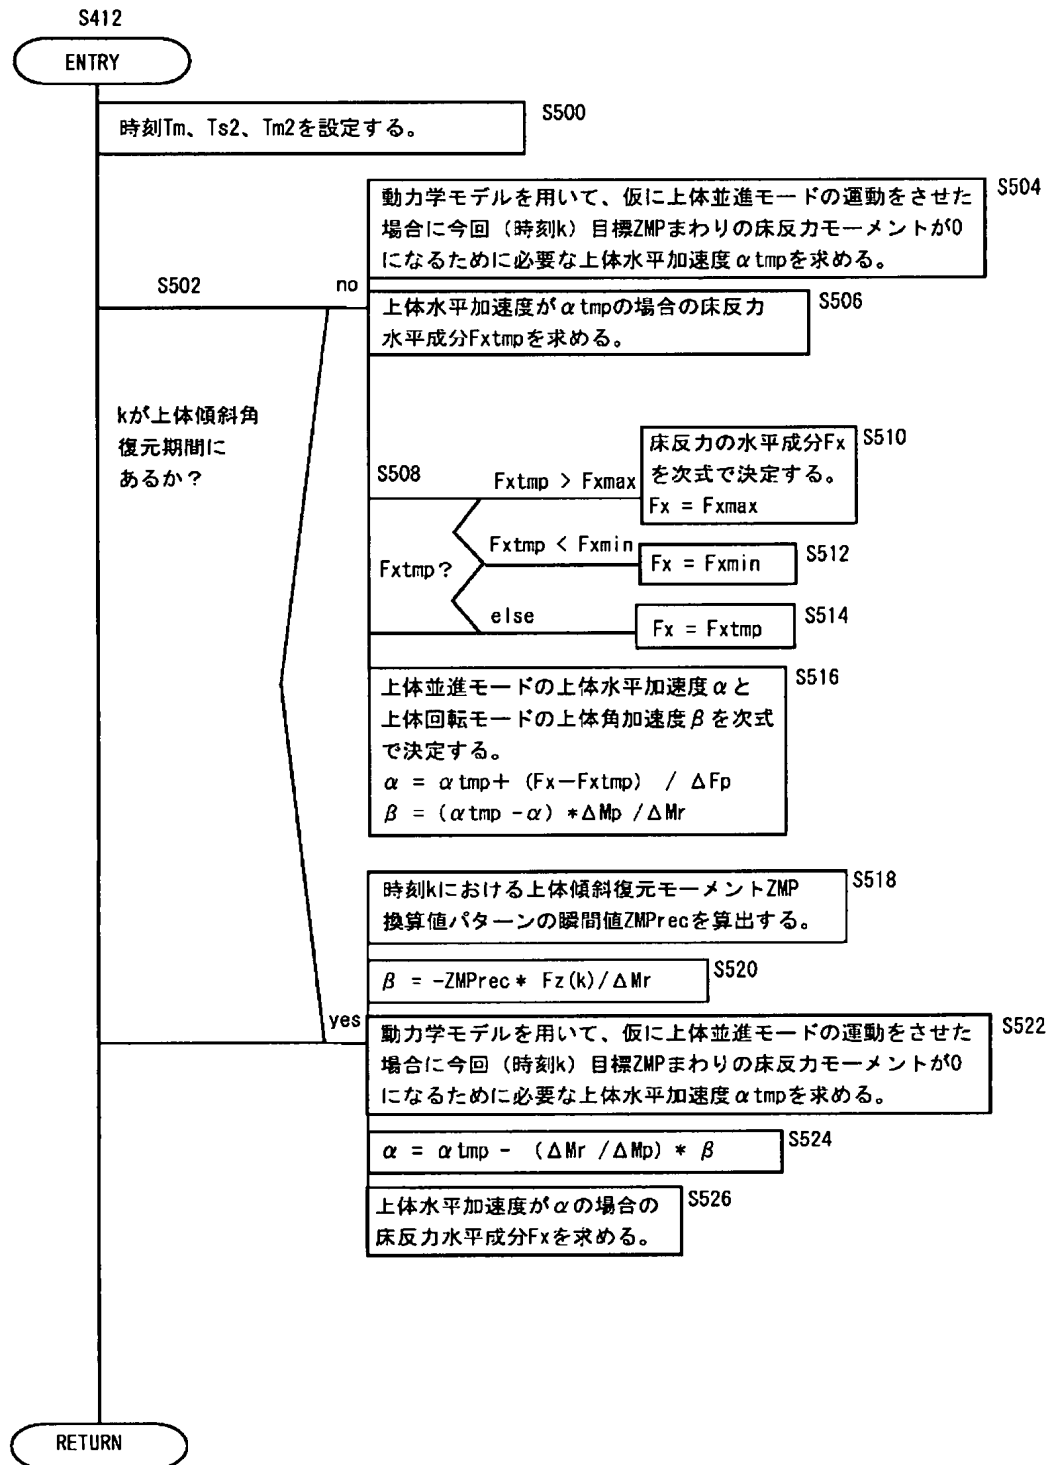 S412
ENTRY
時刻Tm、Ts2、Tm2を設定する。
S500
動力学モデルを用いて、仮に上体並進モードの運動をさせた
場合に今回（時刻k）目標ZMPまわりの床反力モーメントが0
になるために必要な上体水平加速度αtmpを求める。
S504
S502
no
上体水平加速度がαtmpの場合の床反力
水平成分Fxtmpを求める。
S506
kが上体傾斜角
復元期間に
あるか？
S508
Fxtmp > Fxmax
床反力の水平成分Fx
を次式で決定する。
Fx = Fxmax
S510
Fxtmp?
Fxtmp < Fxmin
Fx = Fxmin
S512
else
Fx = Fxtmp
S514
上体並進モードの上体水平加速度αと
上体回転モードの上体角加速度βを次式
で決定する。
α = αtmp+ (Fx-Fxtmp) / ΔFp
β = (αtmp -α) *ΔMp /ΔMr
S516
時刻kにおける上体傾斜復元モーメントZMP
換算値パターンの瞬間値ZMPrecを算出する。
S518
β = -ZMPrec* Fz(k)/ΔMr
S520
yes
動力学モデルを用いて、仮に上体並進モードの運動をさせた
場合に今回（時刻k）目標ZMPまわりの床反力モーメントが0
になるために必要な上体水平加速度αtmpを求める。
S522
α = αtmp - (ΔMr /ΔMp) * β
S524
上体水平加速度がαの場合の
床反力水平成分Fxを求める。
S526
RETURN